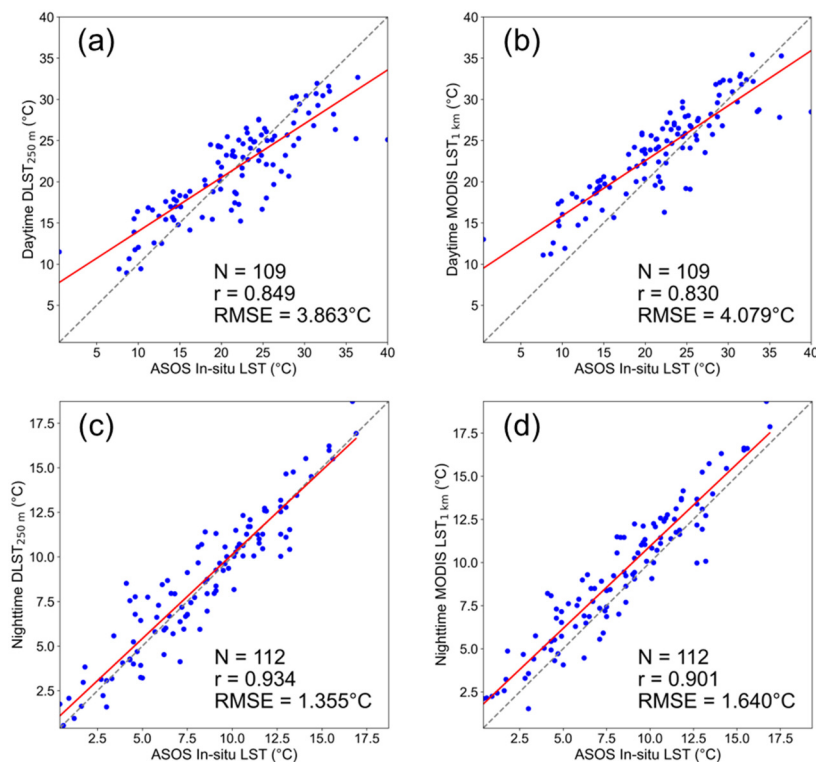 (a)
Daytime DLST250 m (°C)
40
35
30
25
20
15
10
5
N = 109
r = 0.849
RMSE = 3.863°C
5 10 15 20 25 30 35 40
ASOS In-situ LST (°C)
(b)
Daytime MODIS LST1 km (°C)
40
35
30
25
20
15
10
5
N = 109
r = 0.830
RMSE = 4.079°C
5 10 15 20 25 30 35 40
ASOS In-situ LST (°C)
(c)
Nighttime DLST250 m (°C)
17.5
15.0
12.5
10.0
7.5
5.0
2.5
N = 112
r = 0.934
RMSE = 1.355°C
2.5 5.0 7.5 10.0 12.5 15.0 17.5
ASOS In-situ LST (°C)
(d)
Nighttime MODIS LST1 km (°C)
17.5
15.0
12.5
10.0
7.5
5.0
2.5
N = 112
r = 0.901
RMSE = 1.640°C
2.5 5.0 7.5 10.0 12.5 15.0 17.5
ASOS In-situ LST (°C)